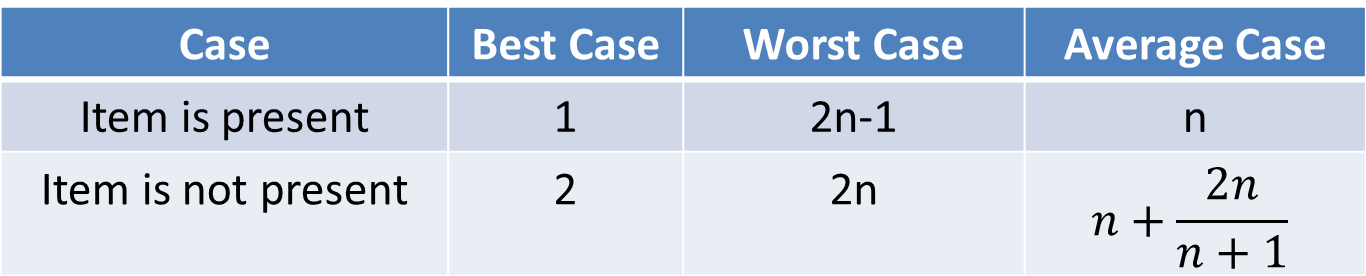 Case Best Case Worst Case Average Case
Item is present 1 2n-1 n
Item is not present 2 2n n + 2n/(n + 1)